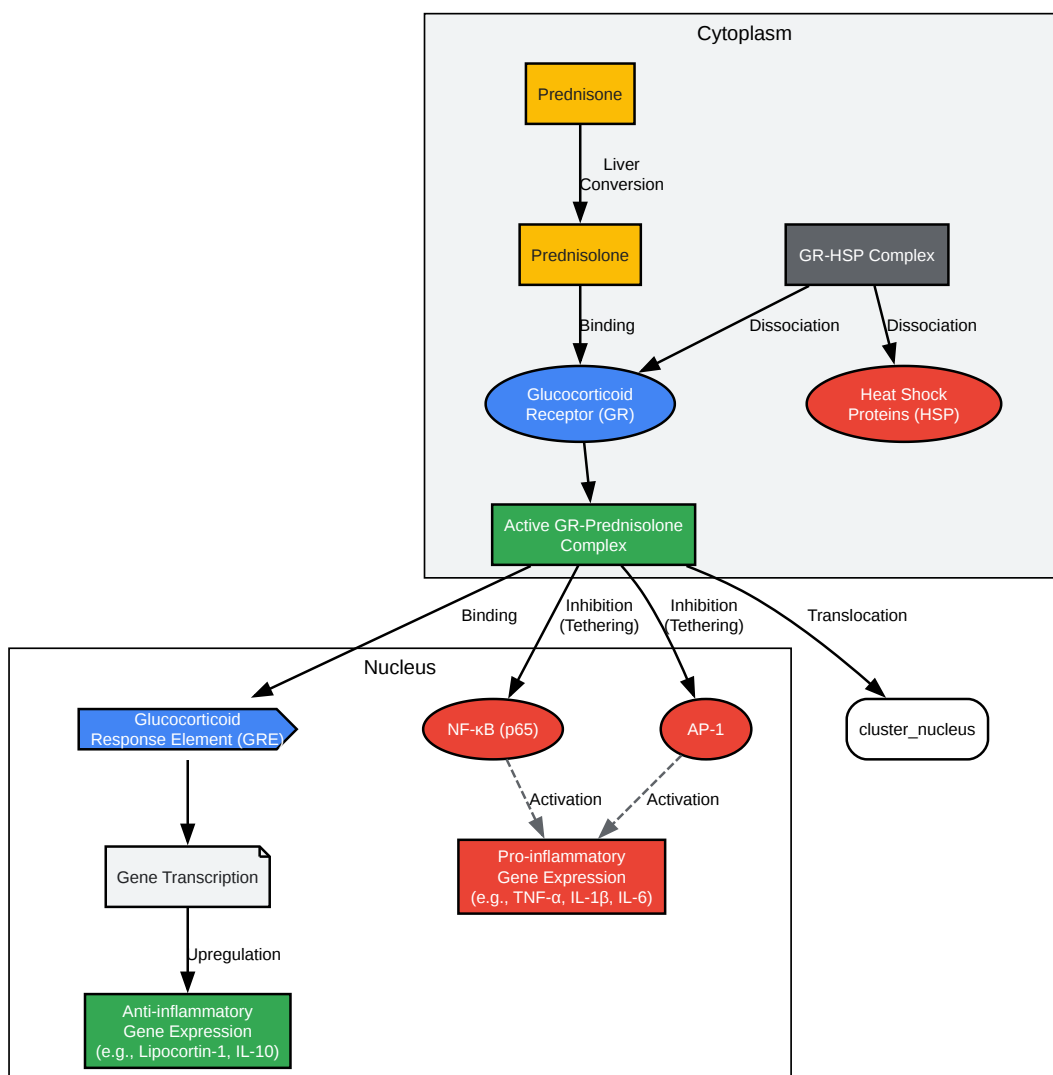 Cytoplasm
Prednisone
Liver
Conversion
Prednisolone
GR-HSP Complex
Binding
Dissociation
Dissociation
Glucocorticoid
Receptor (GR)
Heat Shock
Proteins (HSP)
Active GR-Prednisolone
Complex
Binding
Inhibition
(Tethering)
Inhibition
(Tethering)
Translocation
Nucleus
Glucocorticoid
Response Element (GRE)
NF-κB (p65)
AP-1
cluster_nucleus
Activation
Activation
Gene Transcription
Pro-inflammatory
Gene Expression
(e.g., TNF-α, IL-1β, IL-6)
Upregulation
Anti-inflammatory
Gene Expression
(e.g., Lipocortin-1, IL-10)